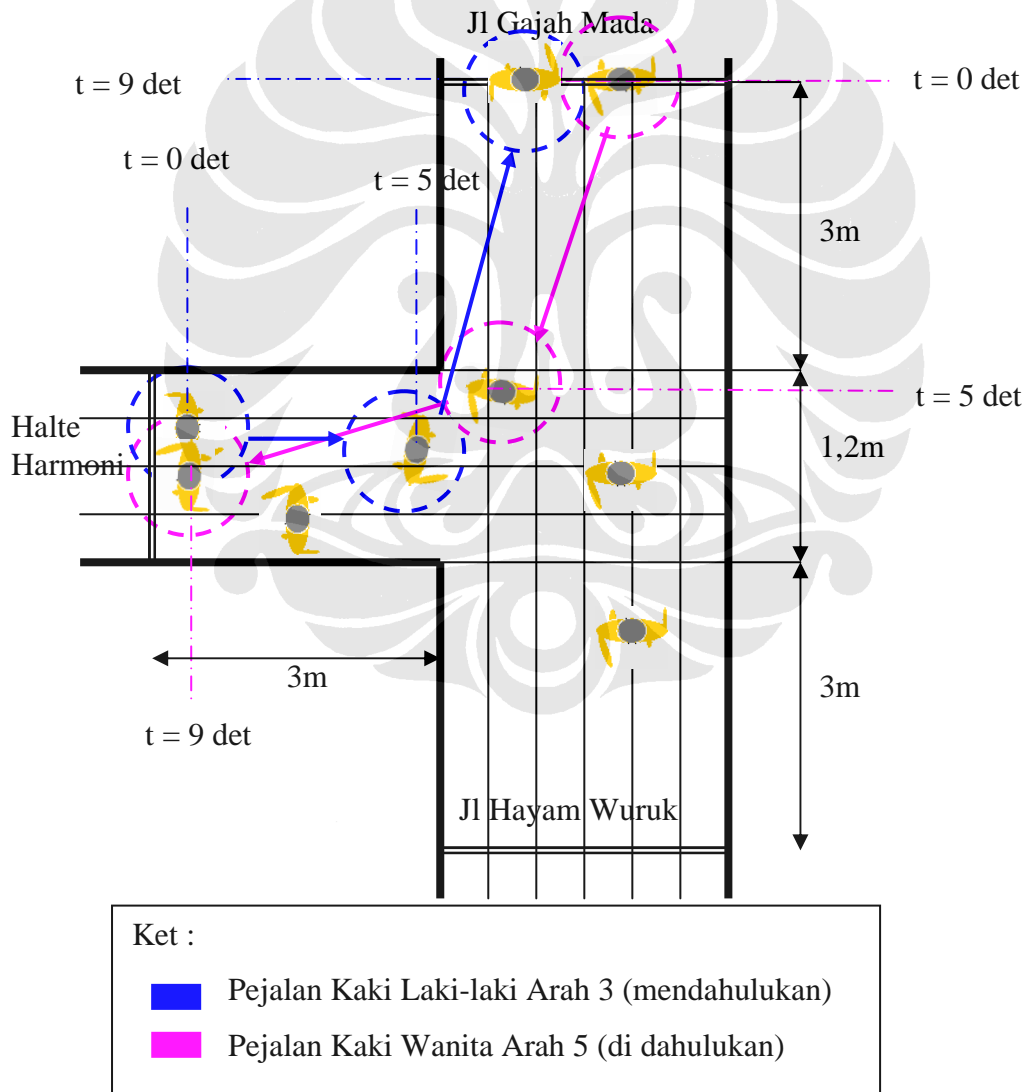 Jl Gajah Mada
t = 9 det
t = 0 det
t = 0 det
t = 5 det
3m
t = 5 det
Halte
Harmoni
1,2m
3m
3m
t = 9 det
Jl Hayam Wuruk
Ket :
Pejalan Kaki Laki-laki Arah 3 (mendahulukan)
Pejalan Kaki Wanita Arah 5 (di dahulukan)